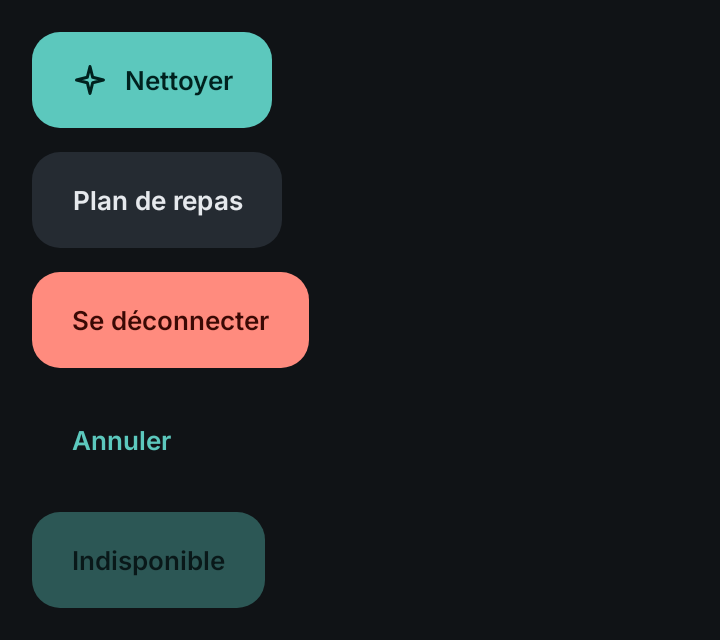 Nettoyer
Plan de repas
Se déconnecter
Annuler
Indisponible